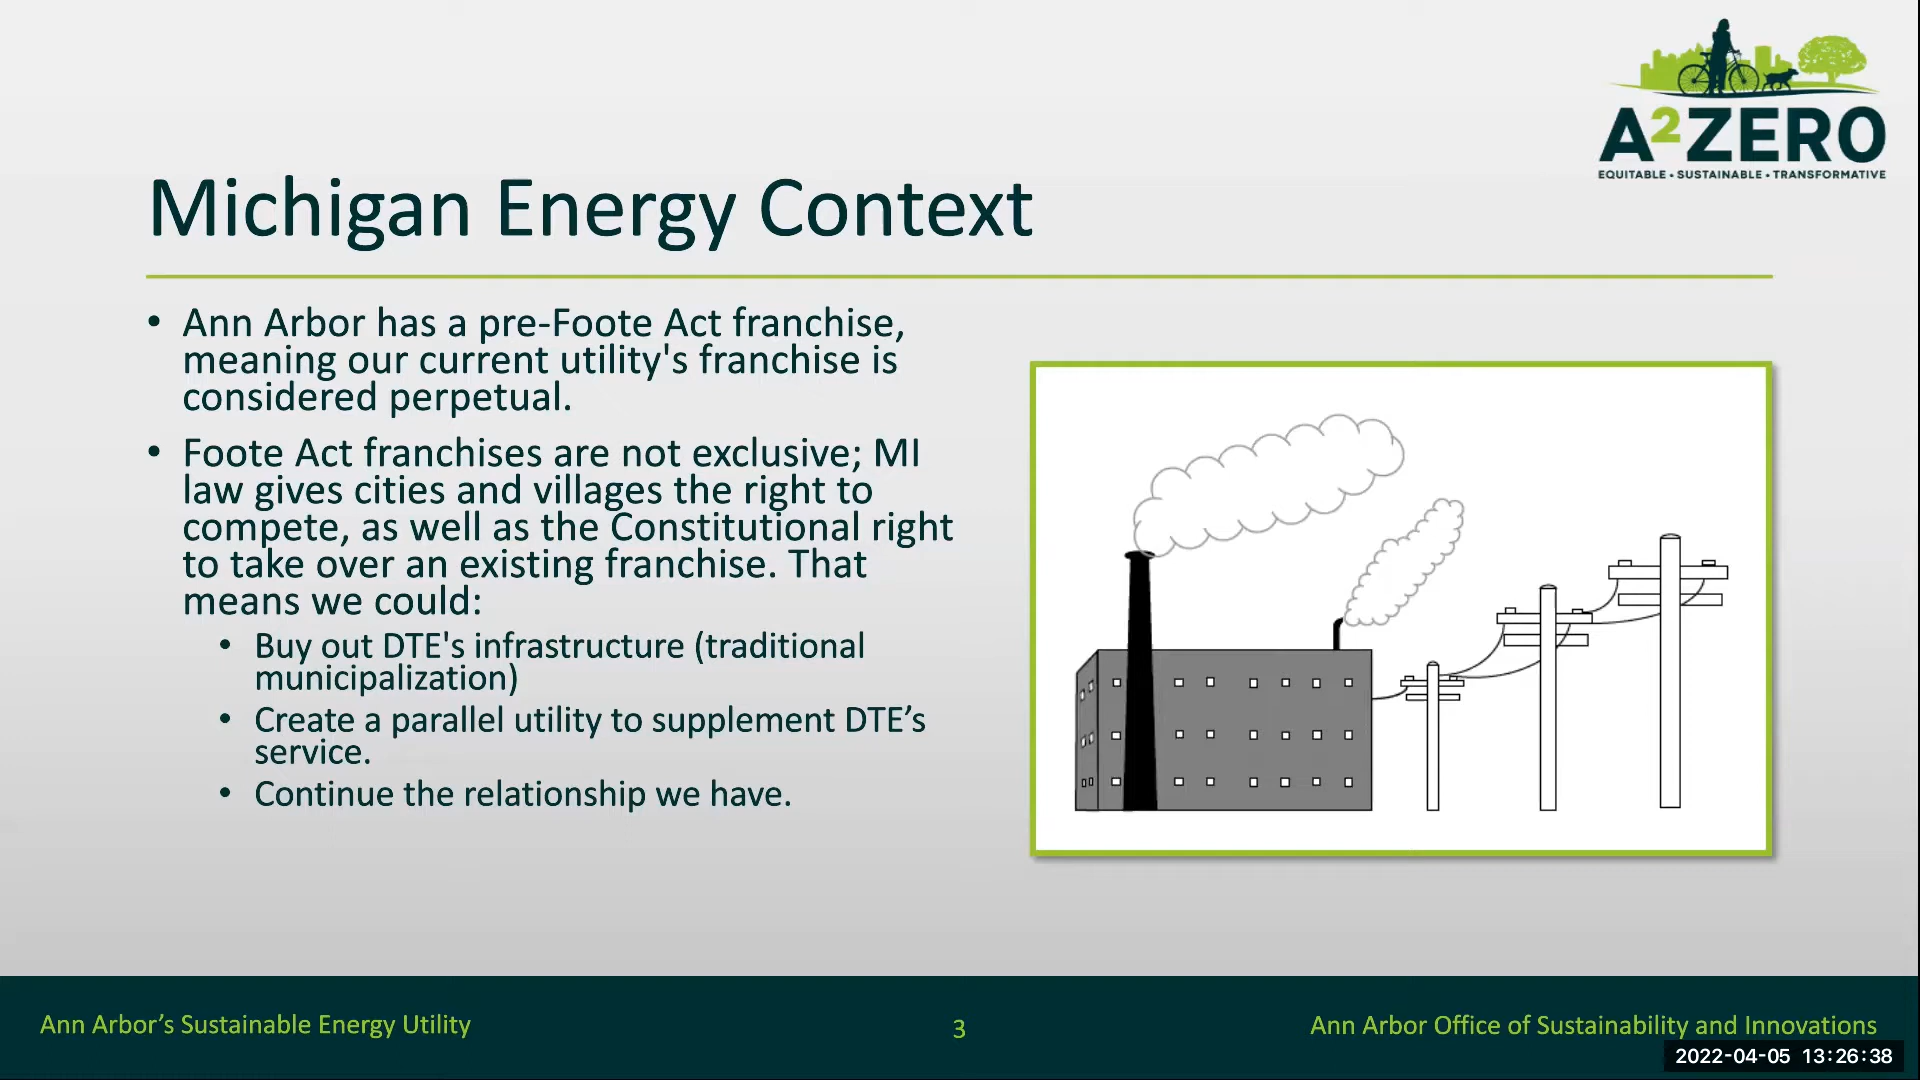 A²ZERO
EQUITABLE • SUSTAINABLE • TRANSFORMATIVE
Michigan Energy Context
• Ann Arbor has a pre-Foote Act franchise,
meaning our current utility's franchise is
considered perpetual.
• Foote Act franchises are not exclusive; MI
law gives cities and villages the right to
compete, as well as the Constitutional right
to take over an existing franchise. That
means we could:
• Buy out DTE's infrastructure (traditional
municipalization)
• Create a parallel utility to supplement DTE’s
service.
• Continue the relationship we have.
Ann Arbor’s Sustainable Energy Utility
3
Ann Arbor Office of Sustainability and Innovations
2022-04-05 13:26:38